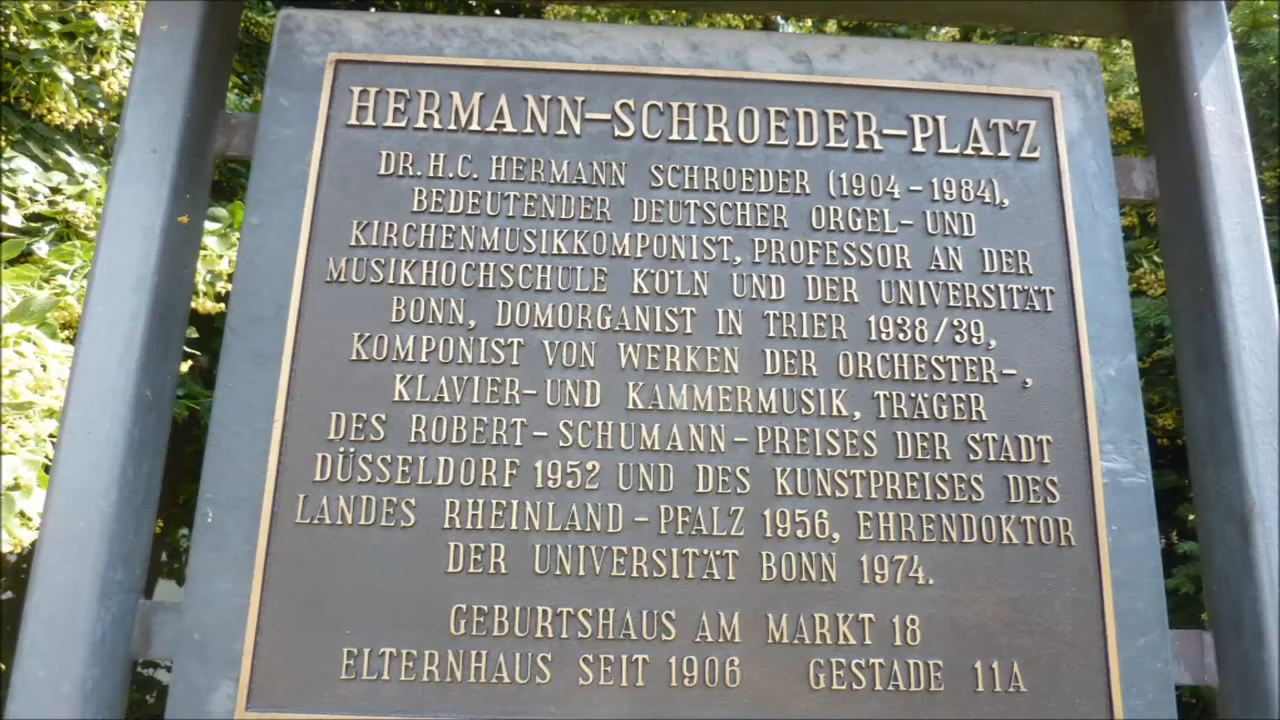 HERMANN-SCHROEDER-PLATZ
DR. H.C. HERMANN SCHROEDER (1904-1984),
BEDEUTENDER DEUTSCHER ORGEL- UND
KIRCHENMUSIKKOMPONIST, PROFESSOR AN DER
MUSIKHOCHSCHULE KÖLN UND DER UNIVERSITÄT
BONN, DOMORGANIST IN TRIER 1938/39,
KOMPONIST VON WERKEN DER ORCHESTER-,
KLAVIER- UND KAMMERMUSIK, TRÄGER
DES ROBERT-SCHUMANN-PREISES DER STADT
DÜSSELDORF 1952 UND DES KUNSTPREISES DES
LANDES RHEINLAND-PFALZ 1956, EHRENDOKTOR
DER UNIVERSITÄT BONN 1974.
GEBURTSHAUS AM MARKT 18
ELTERNHAUS SEIT 1906 GESTADE 11A